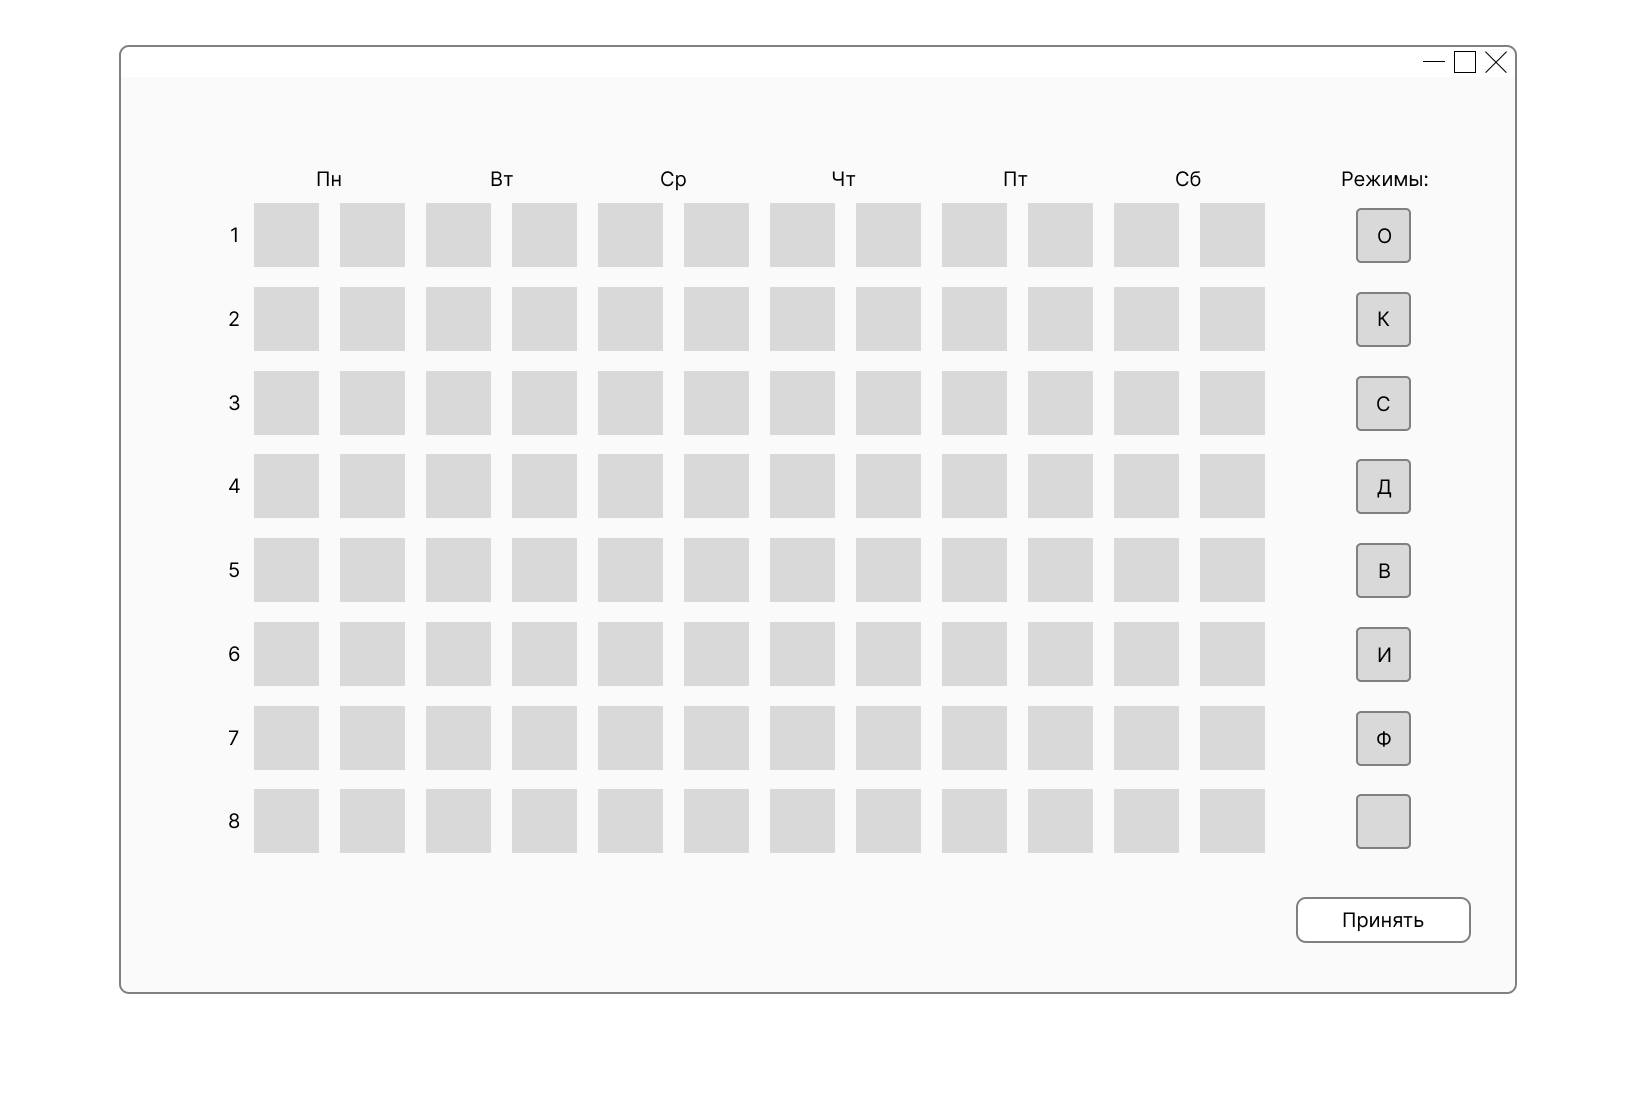 Пн Вт Ср Чт Пт Сб Режимы:
1 О
2 К
3 С
4 Д
5 В
6 И
7 Ф
8
Принять